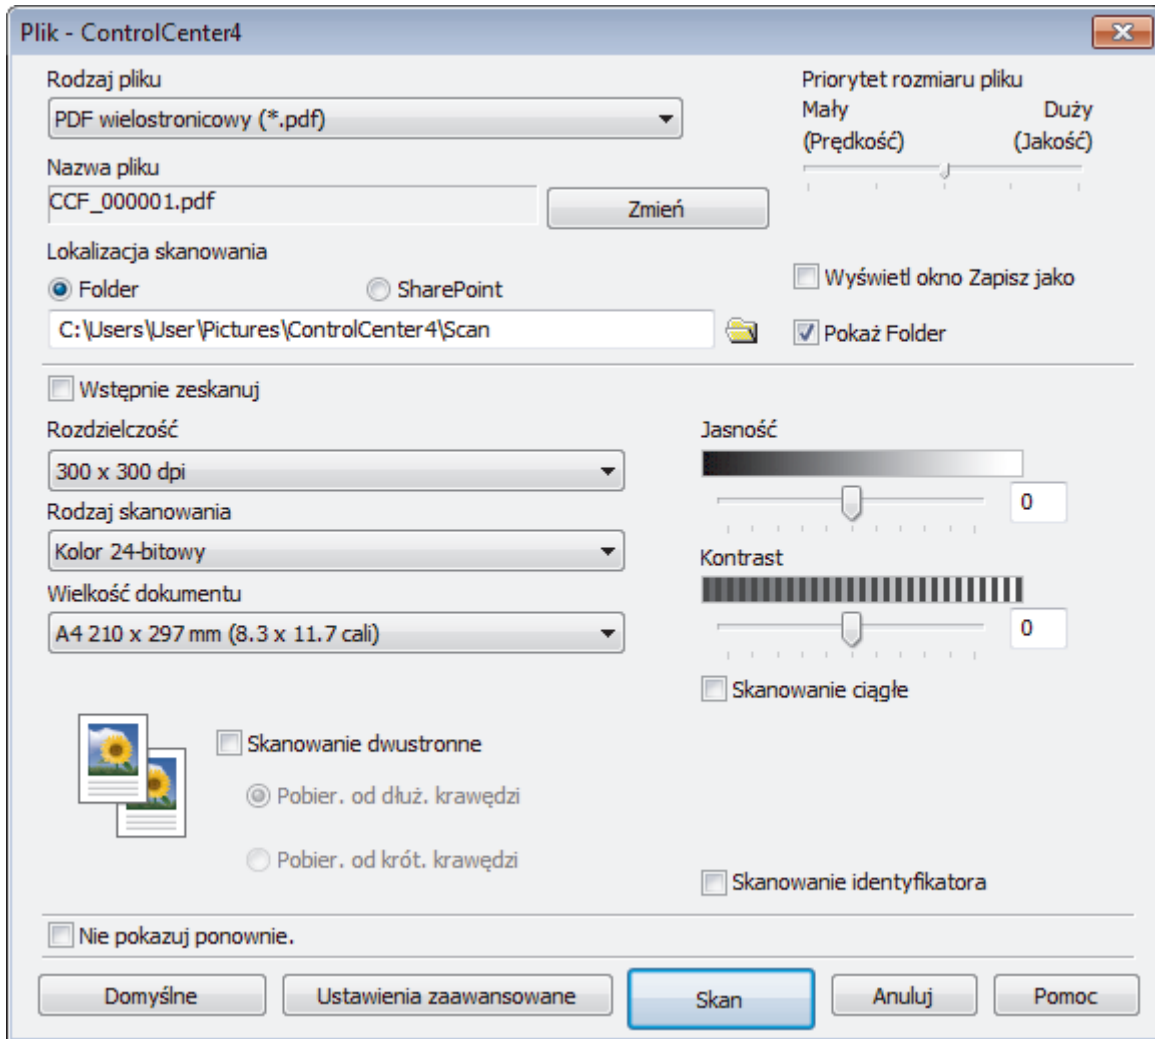 Plik - ControlCenter4
Rodzaj pliku
PDF wielostronicowy (*.pdf)
Priorytet rozmiaru pliku
Mały Duży
(Prędkość) (Jakość)
Nazwa pliku
CCF_000001.pdf
Zmień
Lokalizacja skanowania
Folder SharePoint
C:\Users\User\Pictures\ControlCenter4\Scan
Wyświetl okno Zapisz jako
Pokaż Folder
Wstępnie zeskanuj
Rozdzielczość
300 x 300 dpi
Rodzaj skanowania
Kolor 24-bitowy
Wielkość dokumentu
A4 210 x 297 mm (8.3 x 11.7 cali)
Jasność
0
Kontrast
0
Skanowanie ciągłe
Skanowanie dwustronne
Pobier. od dłuż. krawędzi
Pobier. od krót. krawędzi
Skanowanie identyfikatora
Nie pokazuj ponownie.
Domyślne Ustawienia zaawansowane Skan Anuluj Pomoc